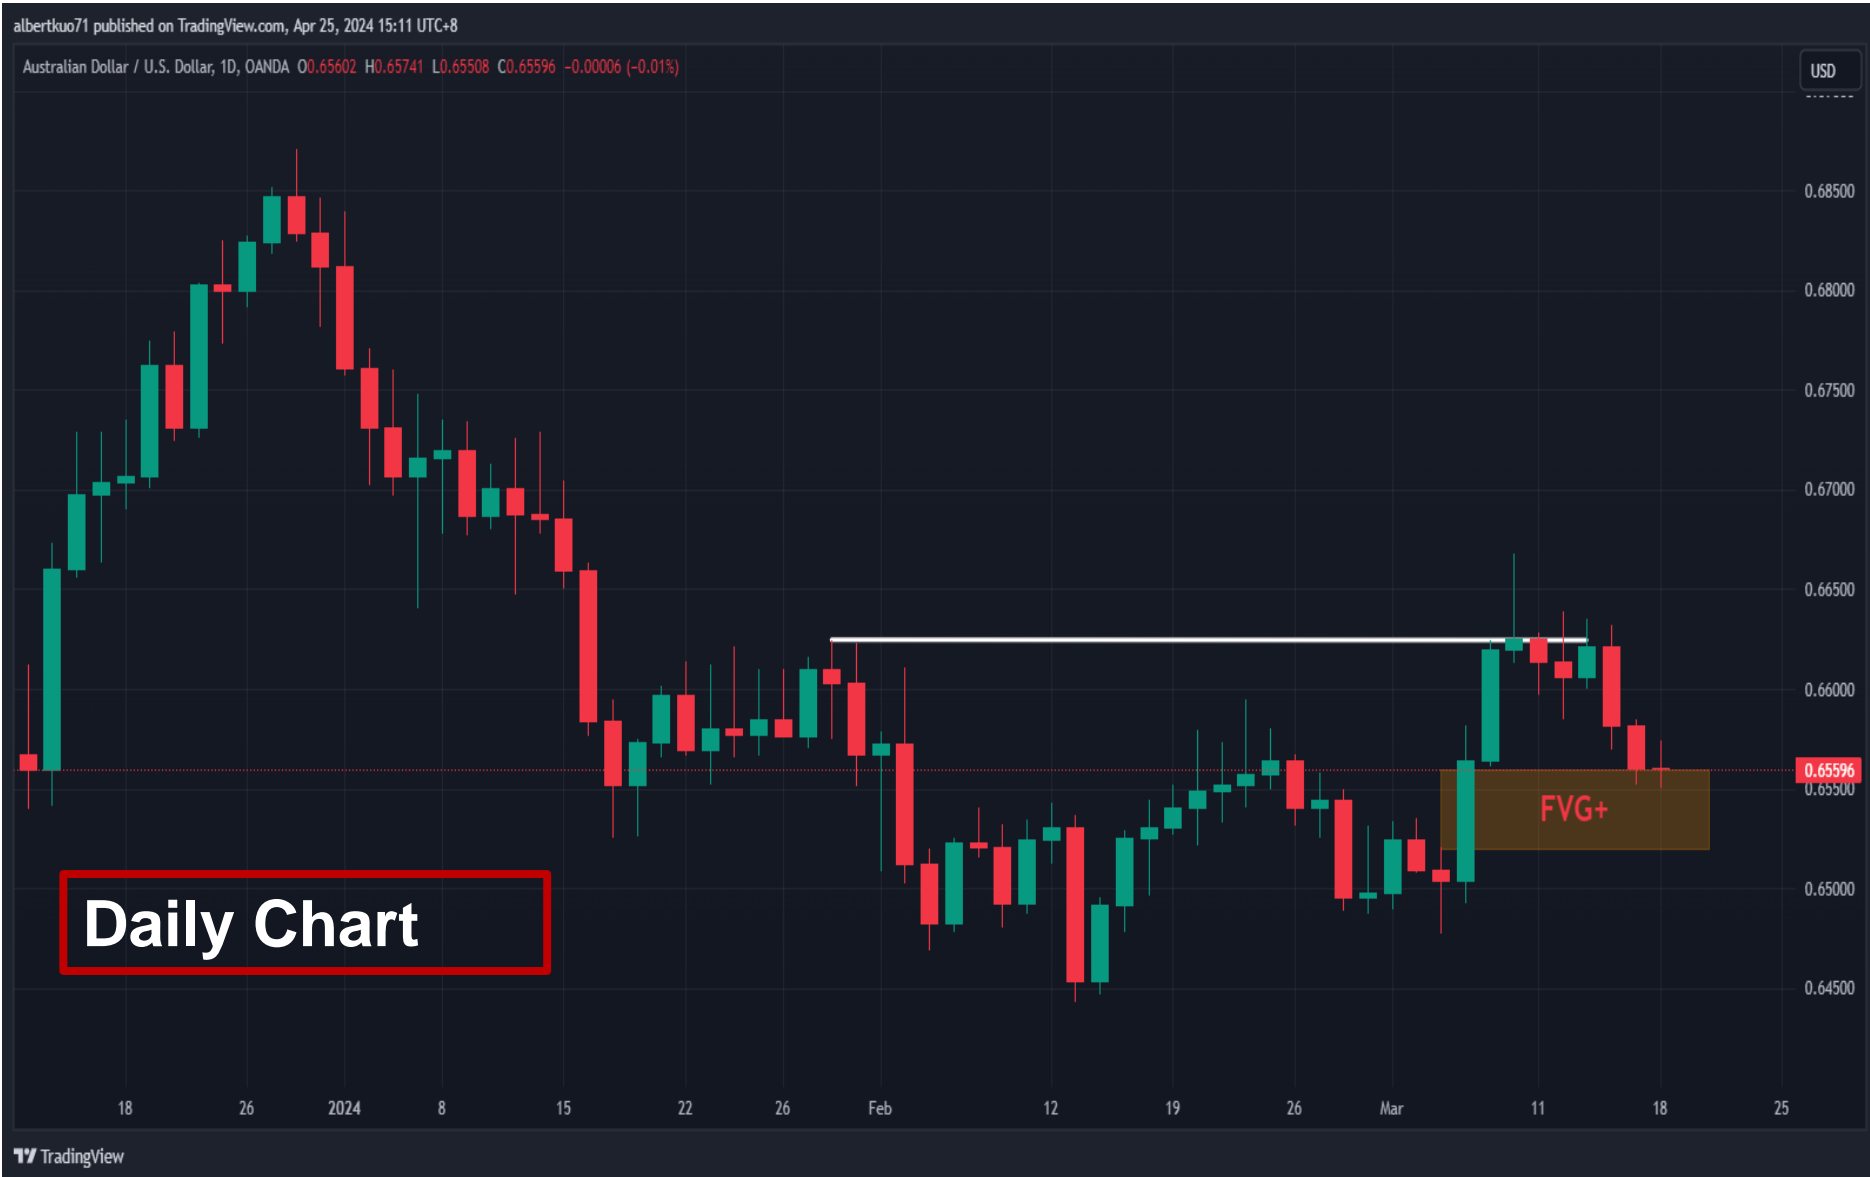 albertkuo71 published on TradingView.com, Apr 25, 2024 15:11 UTC+8
Australian Dollar / U.S. Dollar, 1D, OANDA O0.65602 H0.65741 L0.65508 C0.65596 −0.00006 (−0.01%)
USD
0.68500
0.68000
0.67500
0.67000
0.66500
0.66000
0.65596
0.65500
FVG+
0.65000
Daily Chart
0.64500
18 26 2024 8 15 22 26 Feb 12 19 26 Mar 11 18 25
TradingView